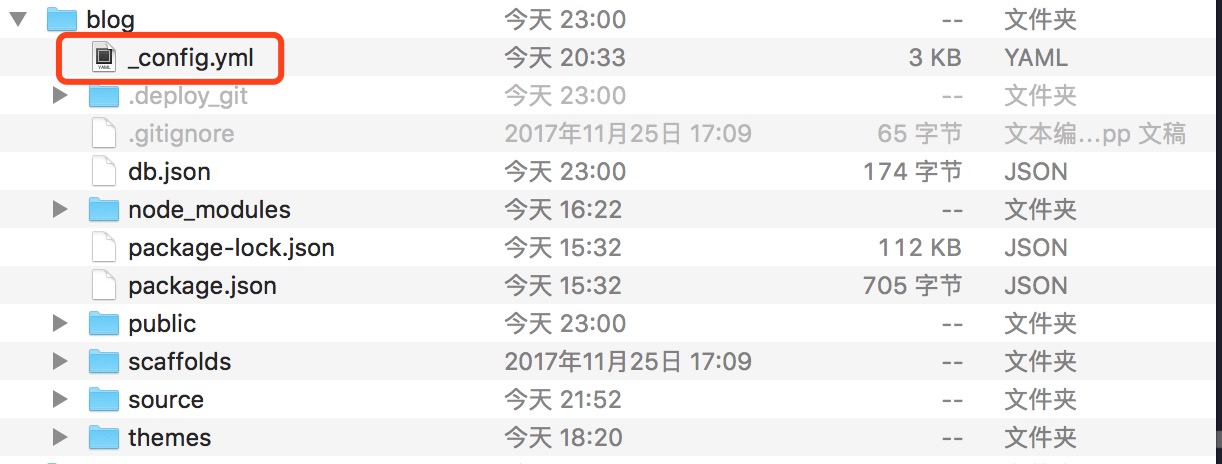 blog 今天 23:00 -- 文件夹
_config.yml 今天 20:33 3 KB YAML
.deploy_git 今天 23:00 -- 文件夹
.gitignore 2017年11月25日 17:09 65 字节 文本编...pp 文稿
db.json 今天 23:00 174 字节 JSON
node_modules 今天 16:22 -- 文件夹
package-lock.json 今天 15:32 112 KB JSON
package.json 今天 15:32 705 字节 JSON
public 今天 23:00 -- 文件夹
scaffolds 2017年11月25日 17:09 -- 文件夹
source 今天 21:52 -- 文件夹
themes 今天 18:20 -- 文件夹